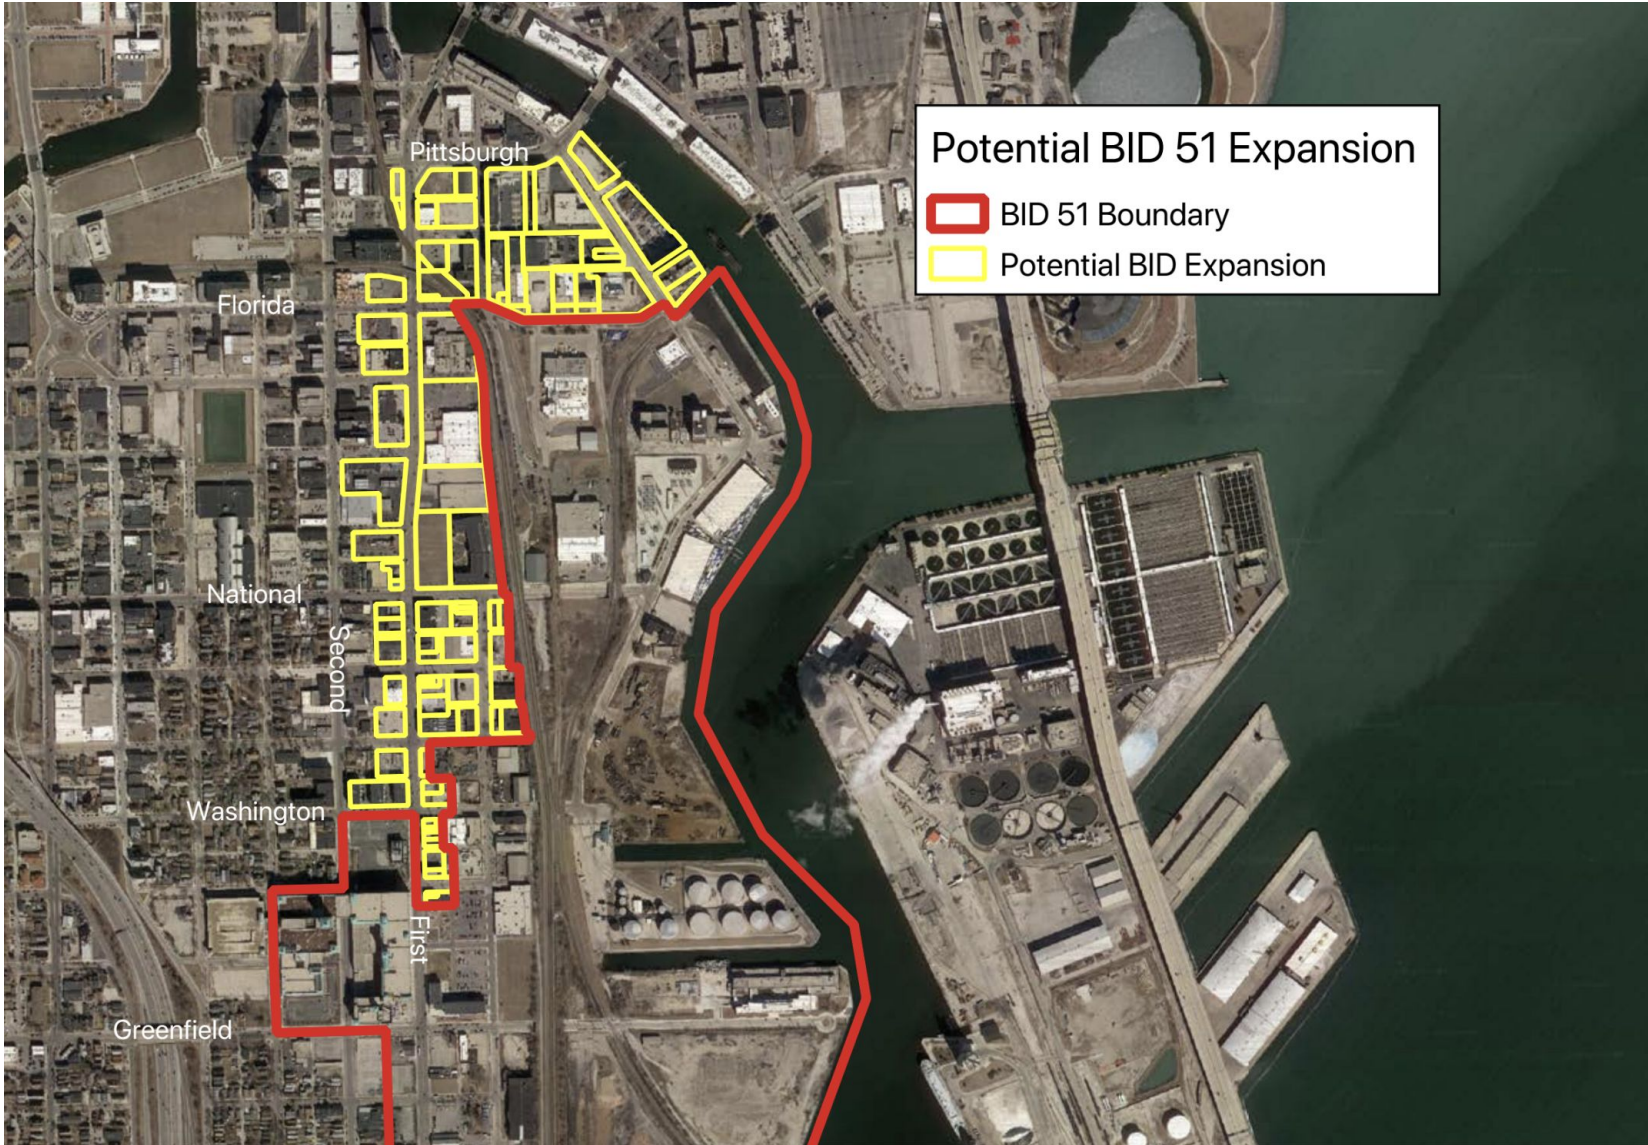 Potential BID 51 Expansion
BID 51 Boundary
Potential BID Expansion
Pittsburgh
Florida
National
Second
Washington
First
Greenfield